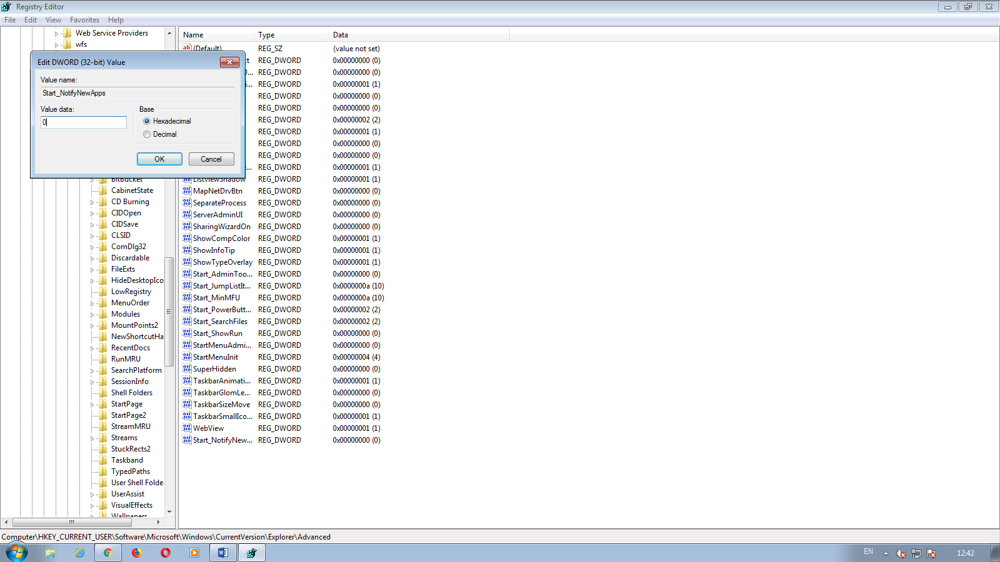 Registry Editor
File Edit View Favorites Help
Web Service Providers
wfs
Edit DWORD (32-bit) Value
Value name:
Start_NotifyNewApps
Value data:
0
Base
Hexadecimal
Decimal
OK Cancel
BitBucket
CabinetState
CD Burning
CIDOpen
CIDSave
CLSID
ComDlg32
Discardable
FileExts
HideDesktopIco
LowRegistry
MenuOrder
Modules
MountPoints2
NewShortcutHa
RecentDocs
RunMRU
SearchPlatform
SessionInfo
Shell Folders
StartPage
StartPage2
StreamMRU
Streams
StuckRects2
Taskband
TypedPaths
User Shell Folde
UserAssist
VisualEffects
Wallpapers
Name Type Data
(Default) REG_SZ (value not set)
ct REG_DWORD 0x00000000 (0)
D... REG_DWORD 0x00000000 (0)
i... REG_DWORD 0x00000001 (1)
REG_DWORD 0x00000000 (0)
REG_DWORD 0x00000000 (0)
REG_DWORD 0x00000002 (2)
REG_DWORD 0x00000001 (1)
REG_DWORD 0x00000000 (0)
REG_DWORD 0x00000000 (0)
e... REG_DWORD 0x00000001 (1)
ListviewShadow REG_DWORD 0x00000001 (1)
MapNetDrvBtn REG_DWORD 0x00000000 (0)
SeparateProcess REG_DWORD 0x00000000 (0)
ServerAdminUI REG_DWORD 0x00000000 (0)
SharingWizardOn REG_DWORD 0x00000000 (0)
ShowCompColor REG_DWORD 0x00000001 (1)
ShowInfoTip REG_DWORD 0x00000001 (1)
ShowTypeOverlay REG_DWORD 0x00000001 (1)
Start_AdminToo... REG_DWORD 0x00000000 (0)
Start_JumpListIt... REG_DWORD 0x0000000a (10)
Start_MinMFU REG_DWORD 0x0000000a (10)
Start_PowerButt... REG_DWORD 0x00000002 (2)
Start_SearchFiles REG_DWORD 0x00000002 (2)
Start_ShowRun REG_DWORD 0x00000000 (0)
StartMenuAdmi... REG_DWORD 0x00000000 (0)
StartMenuInit REG_DWORD 0x00000004 (4)
SuperHidden REG_DWORD 0x00000000 (0)
TaskbarAnimati... REG_DWORD 0x00000001 (1)
TaskbarGlomLe... REG_DWORD 0x00000000 (0)
TaskbarSizeMove REG_DWORD 0x00000000 (0)
TaskbarSmallIco... REG_DWORD 0x00000001 (1)
WebView REG_DWORD 0x00000001 (1)
Start_NotifyNew... REG_DWORD 0x00000000 (0)
Computer\HKEY_CURRENT_USER\Software\Microsoft\Windows\CurrentVersion\Explorer\Advanced
EN 12:42